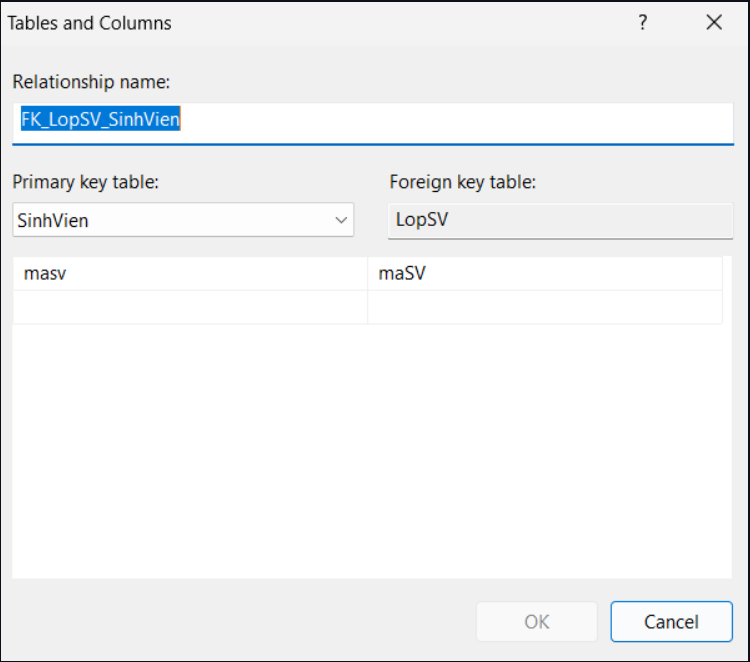 Tables and Columns
?
Relationship name:
FK_LopSV_SinhVien
Primary key table: Foreign key table:
SinhVien LopSV
masv maSV
OK Cancel